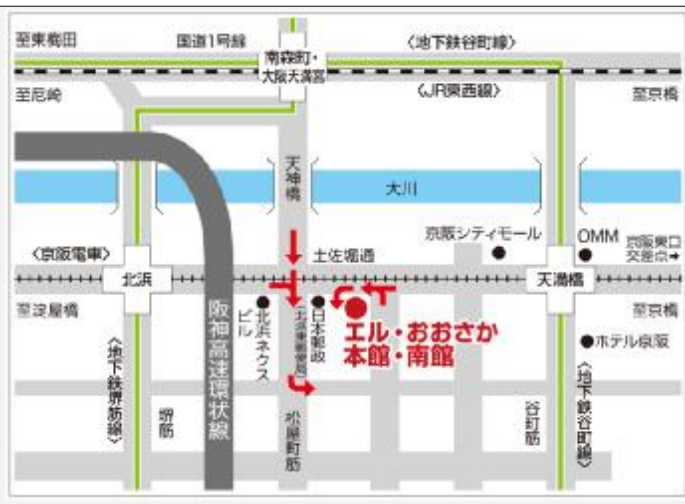 至東梅田
国道1号線
〈地下鉄谷町線〉
南森町・
大阪天満宮
至尼崎
〈JR東西線〉
至京橋
天神橋
大川
京阪シティモール
OMM
京阪東口
交差点→
〈京阪電車〉
土佐堀通
北浜
天満橋
至淀屋橋
至京橋
阪神高速環状線
北浜ネクス
ビル
日本郵政
(北浜東郵便局)
エル・おおさか
本館・南館
ホテル京阪
〈地下鉄堺筋線〉
堺筋
松屋町筋
谷町筋
〈地下鉄谷町線〉